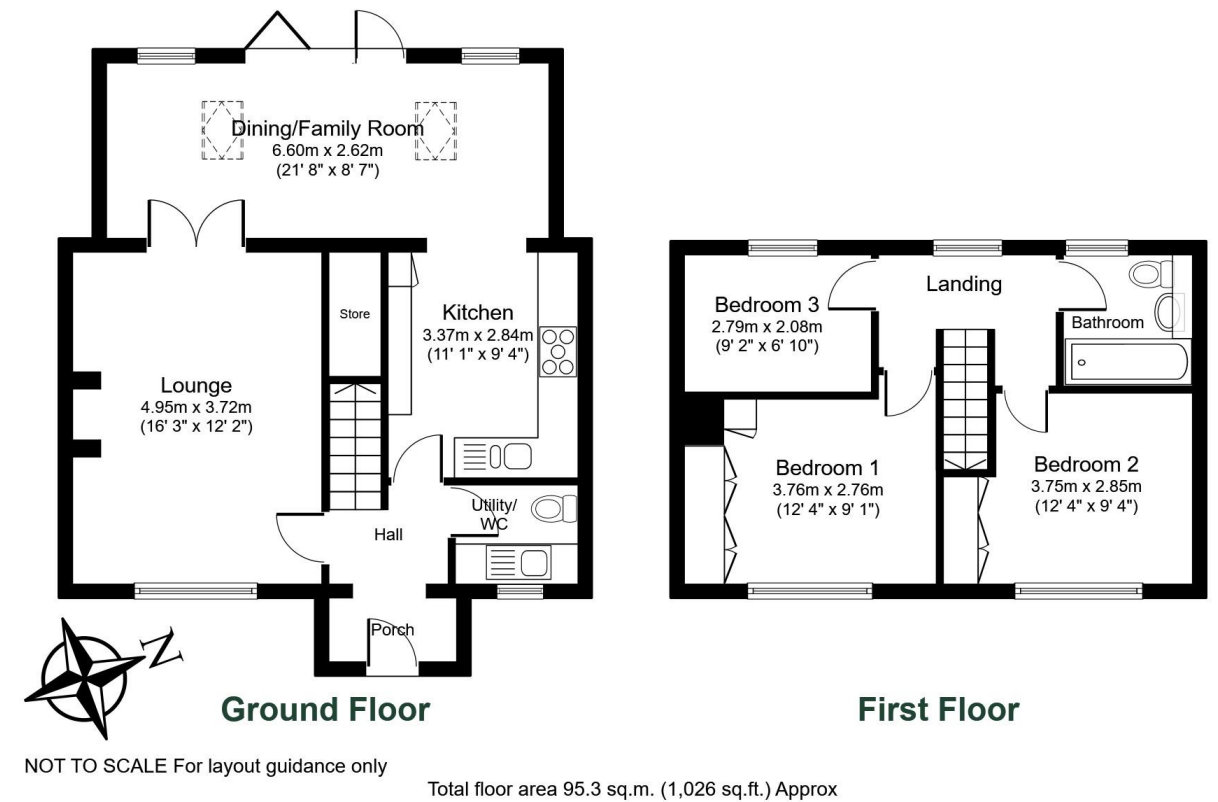 Dining/Family Room
6.60m x 2.62m
(21' 8" x 8' 7")
Store
Kitchen
3.37m x 2.84m
(11' 1" x 9' 4")
Lounge
4.95m x 3.72m
(16' 3" x 12' 2")
Utility/
WC
Hall
Porch
N
Ground Floor
Landing
Bedroom 3
2.79m x 2.08m
(9' 2" x 6' 10")
Bathroom
Bedroom 1
3.76m x 2.76m
(12' 4" x 9' 1")
Bedroom 2
3.75m x 2.85m
(12' 4" x 9' 4")
First Floor
NOT TO SCALE For layout guidance only
Total floor area 95.3 sq.m. (1,026 sq.ft.) Approx